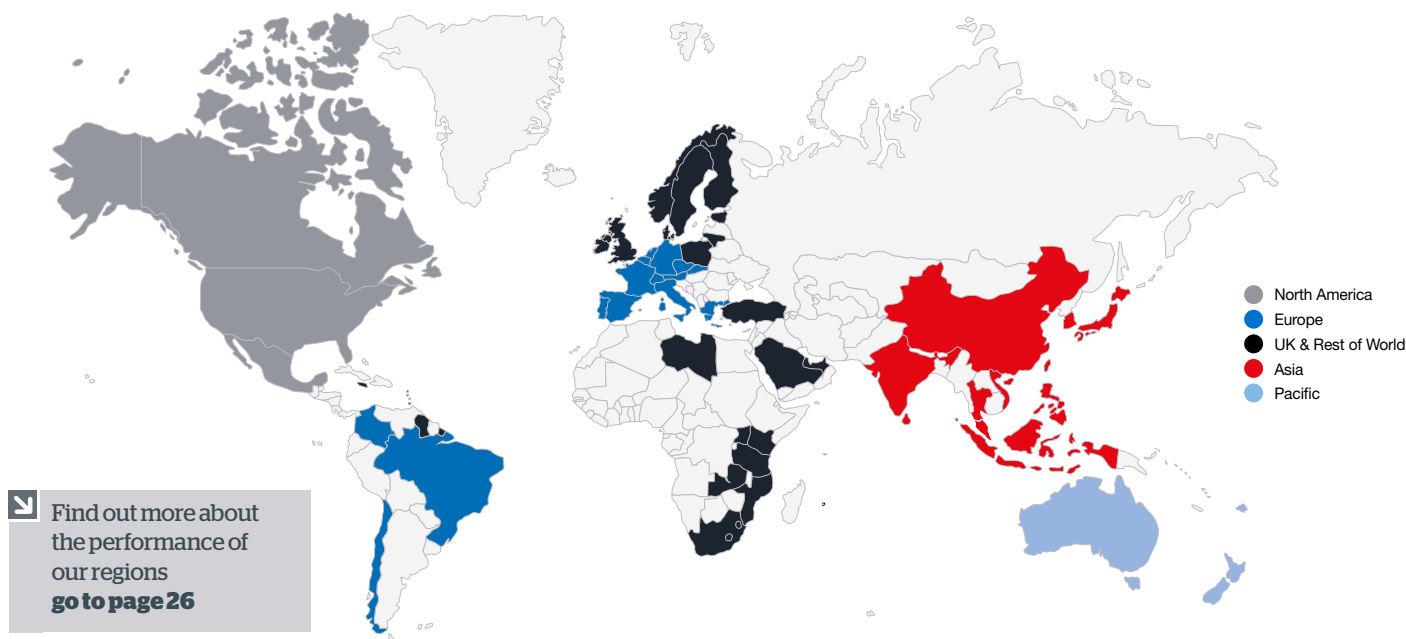 North America
Europe
UK & Rest of World
Asia
Pacific
Find out more about
the performance of
our regions
go to page 26